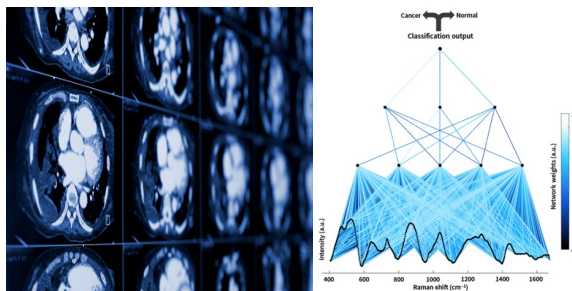 Cancer Normal
Classification output
Network weights (a.u.)
Intensity (a.u.)
400 600 800 1000 1200 1400 1600
Raman shift (cm⁻¹)